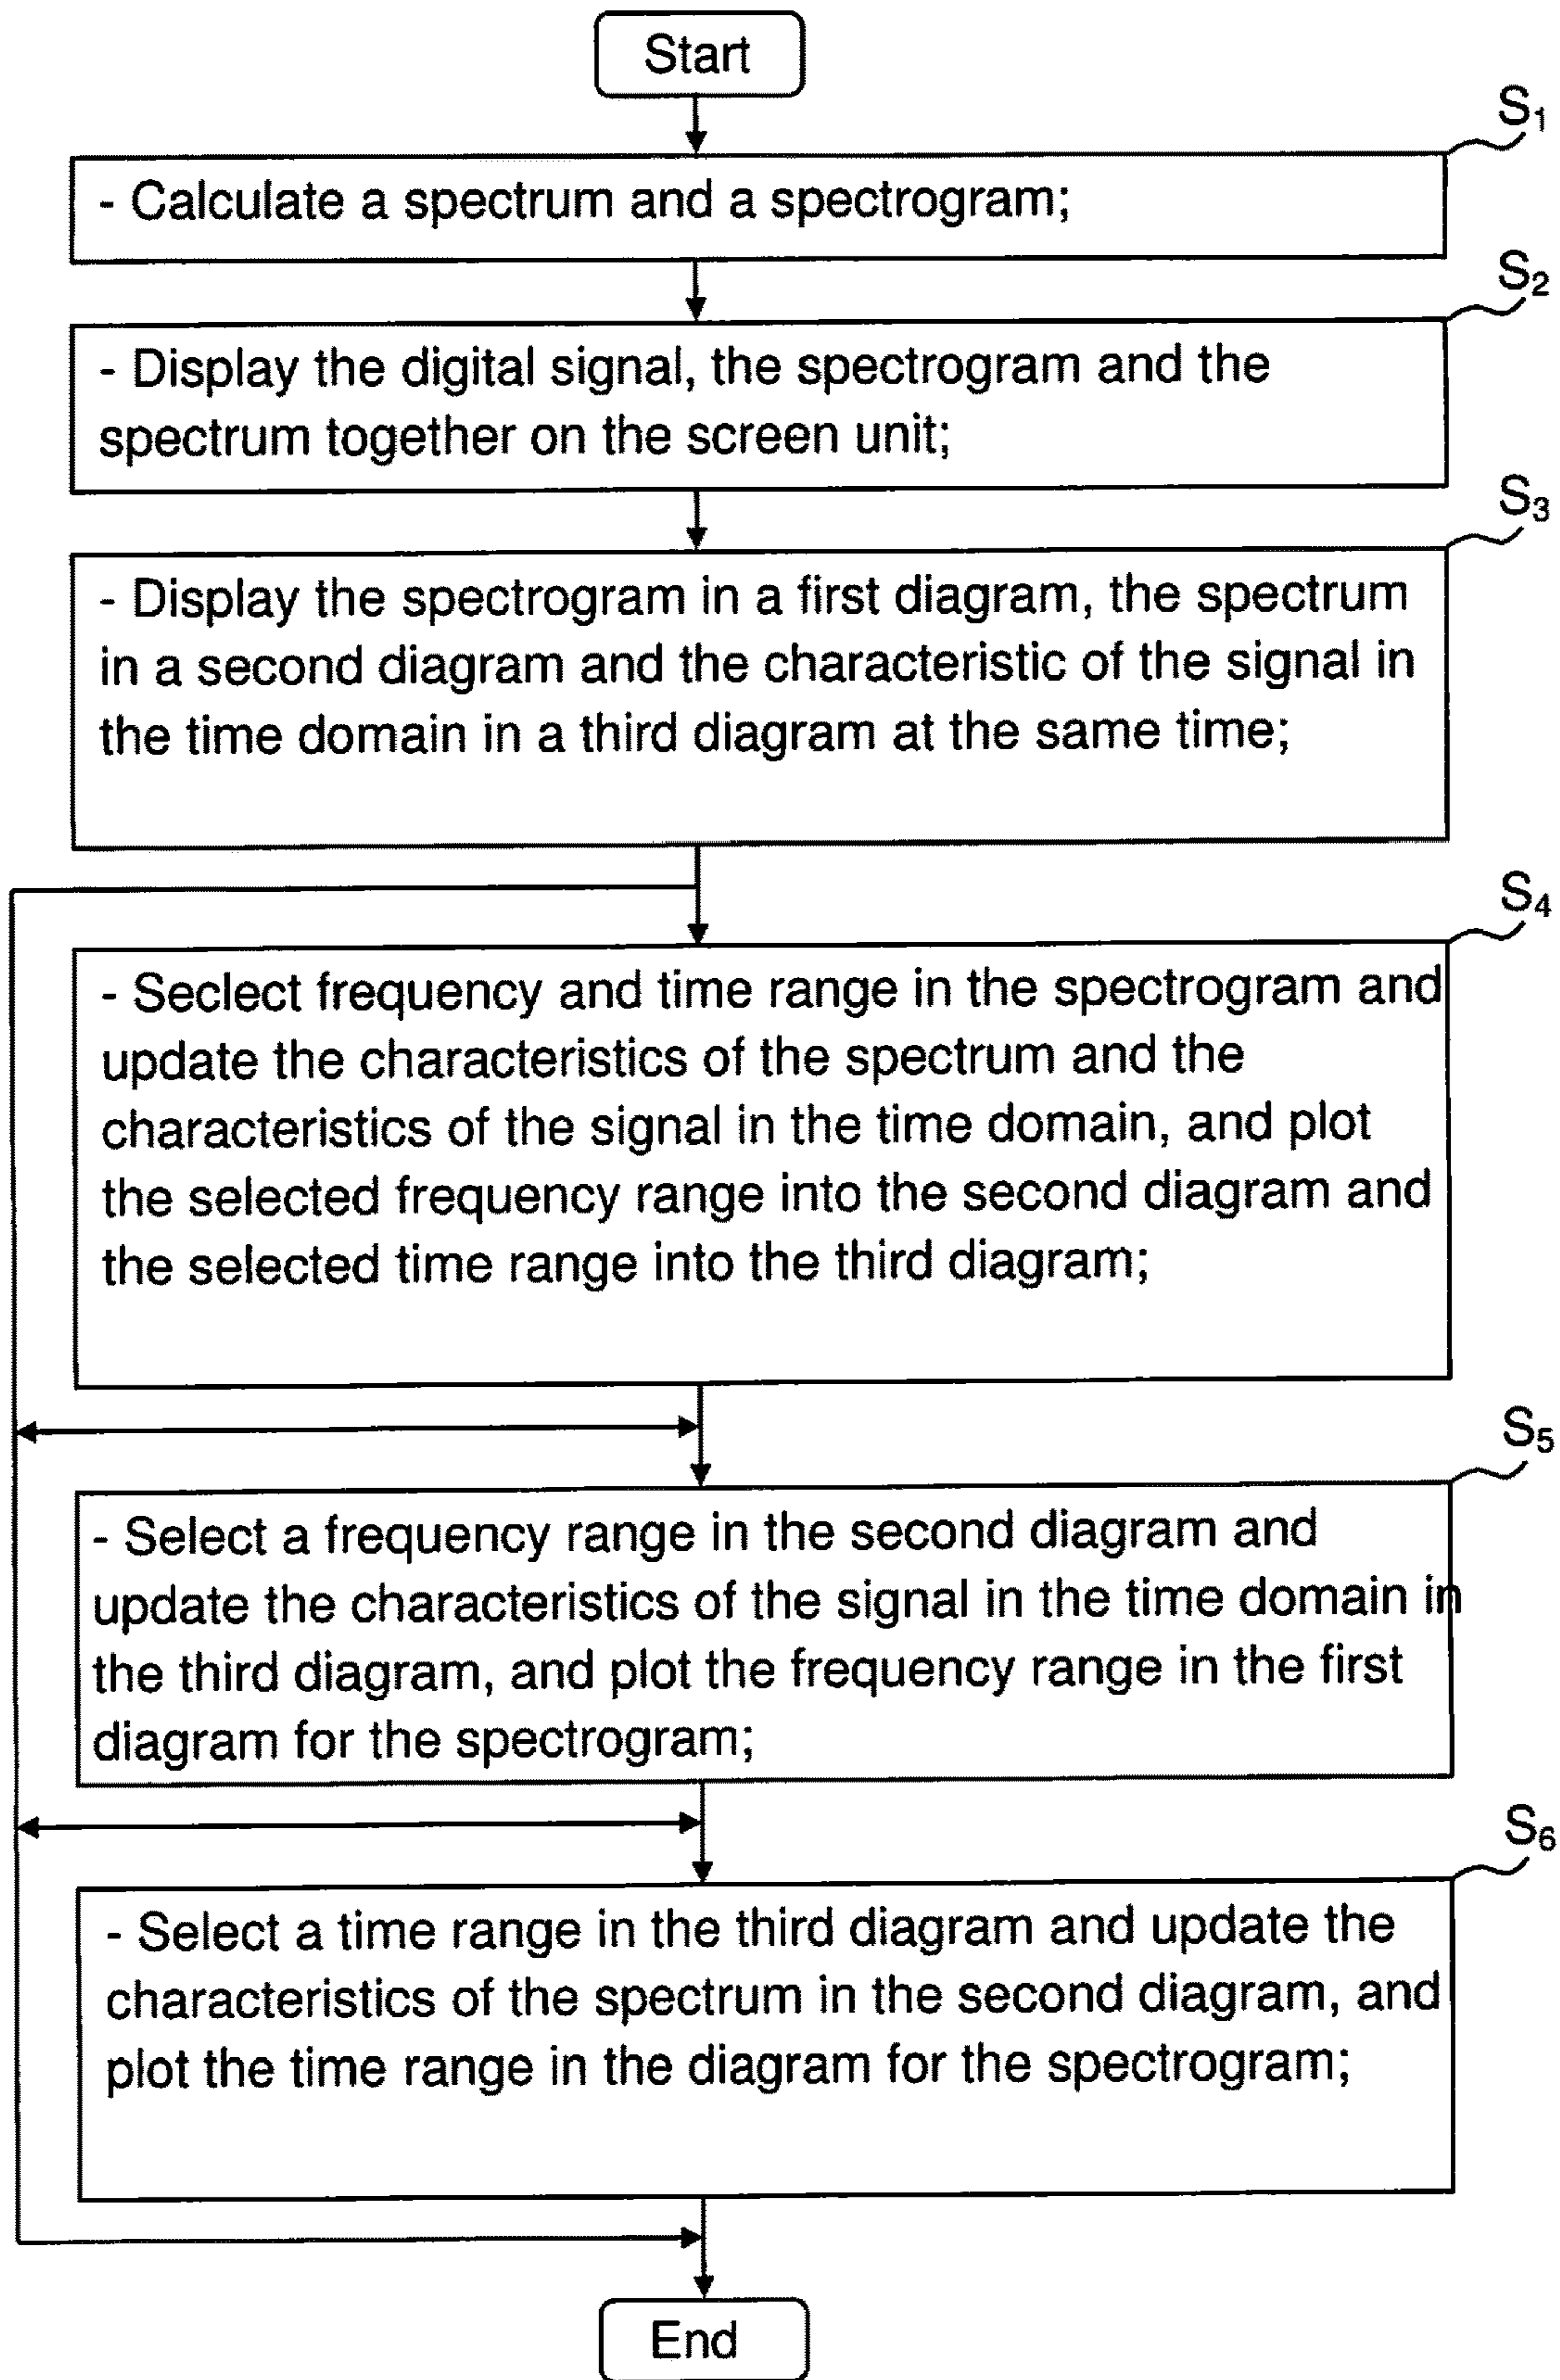 Start
S1
- Calculate a spectrum and a spectrogram;
S2
- Display the digital signal, the spectrogram and the
spectrum together on the screen unit;
S3
- Display the spectrogram in a first diagram, the spectrum
in a second diagram and the characteristic of the signal in
the time domain in a third diagram at the same time;
S4
- Seclect frequency and time range in the spectrogram and
update the characteristics of the spectrum and the
characteristics of the signal in the time domain, and plot
the selected frequency range into the second diagram and
the selected time range into the third diagram;
S5
- Select a frequency range in the second diagram and
update the characteristics of the signal in the time domain in
the third diagram, and plot the frequency range in the first
diagram for the spectrogram;
S6
- Select a time range in the third diagram and update the
characteristics of the spectrum in the second diagram, and
plot the time range in the diagram for the spectrogram;
End